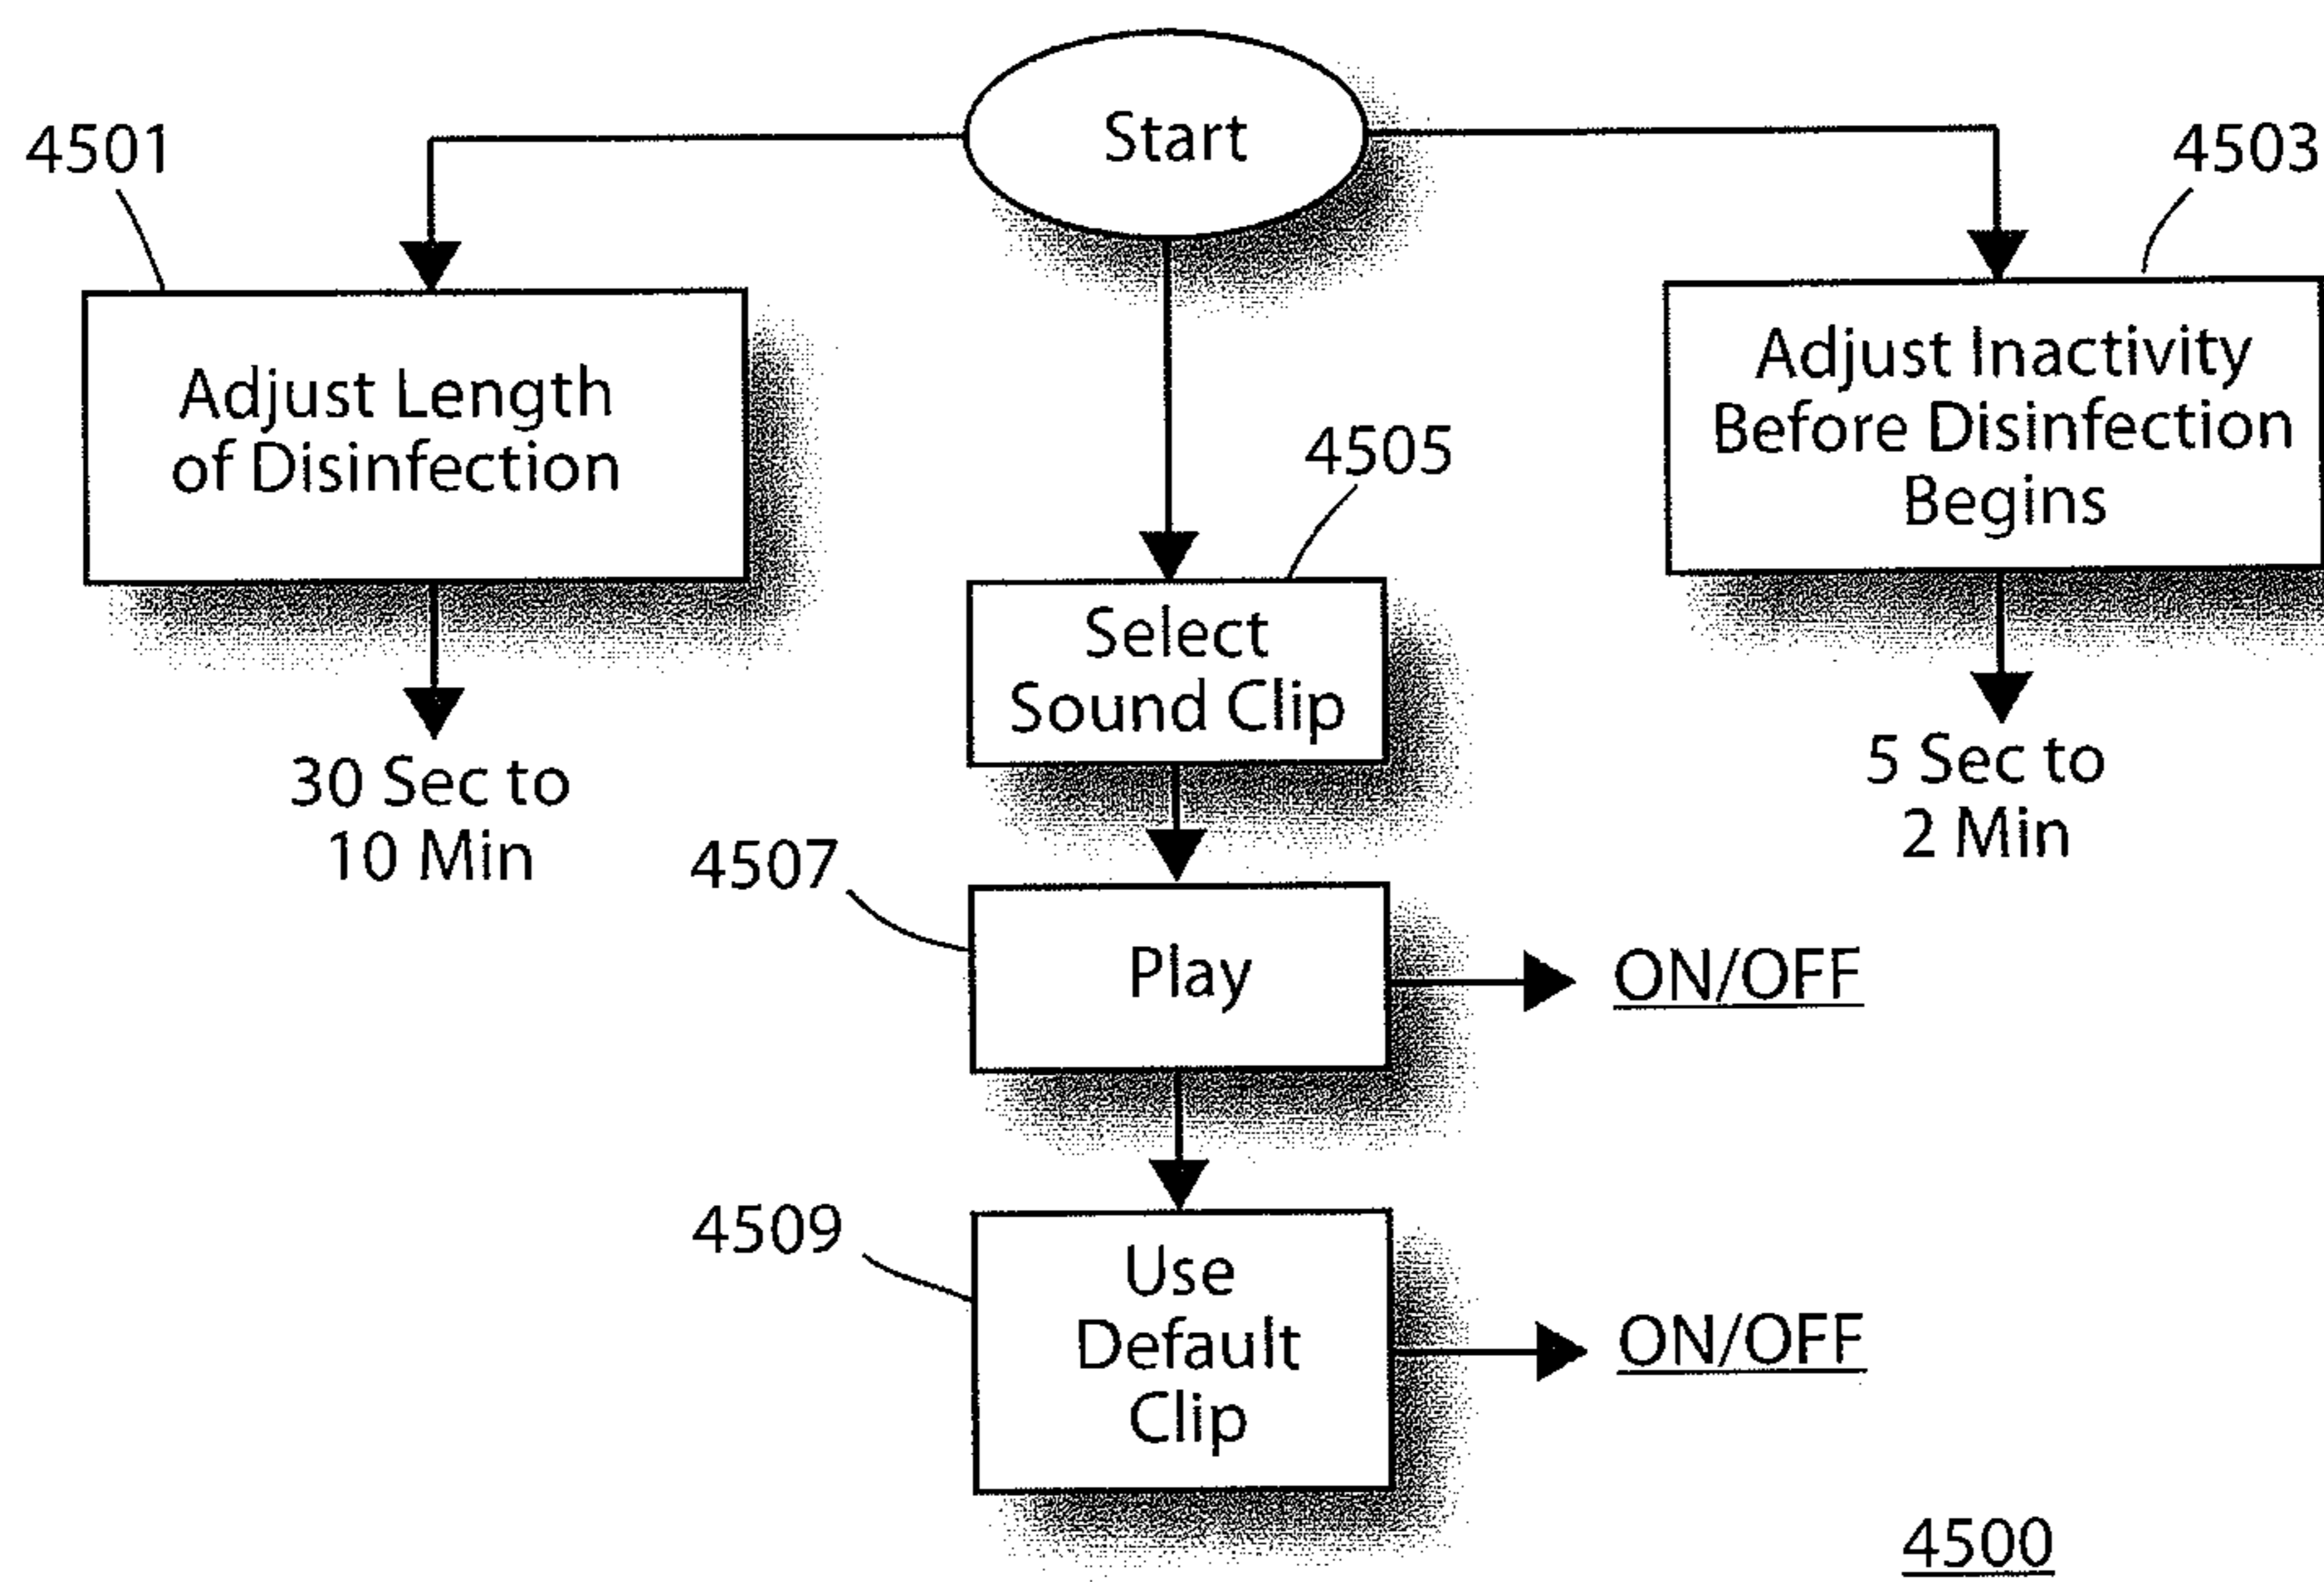 Start
4501
4503
Adjust Length
of Disinfection
Adjust Inactivity
Before Disinfection
Begins
4505
Select
Sound Clip
30 Sec to
10 Min
5 Sec to
2 Min
4507
Play
ON/OFF
4509
Use
Default
Clip
ON/OFF
4500